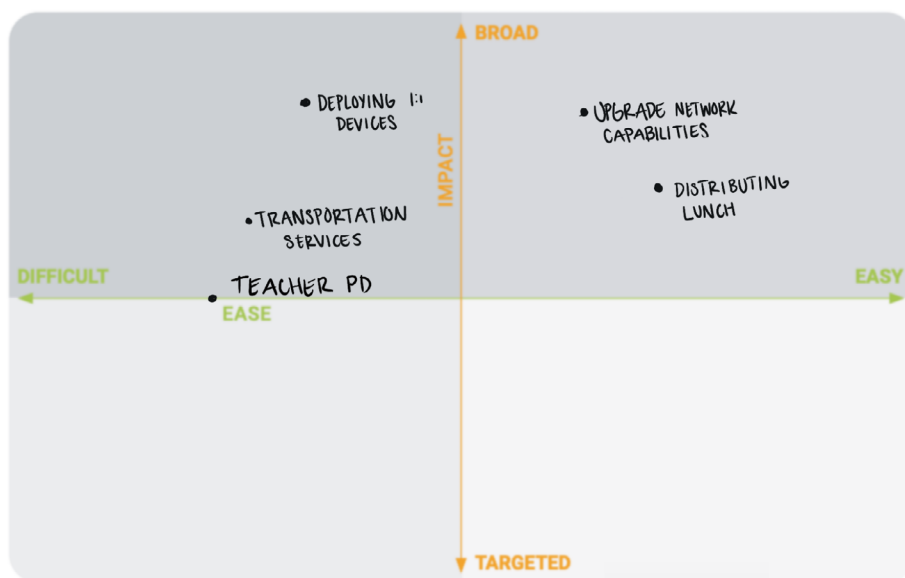 BROAD
DEPLOYING 1:1
DEVICES
UPGRADE NETWORK
CAPABILITIES
IMPACT
DISTRIBUTING
LUNCH
TRANSPORTATION
SERVICES
DIFFICULT
EASY
TEACHER PD
EASE
TARGETED